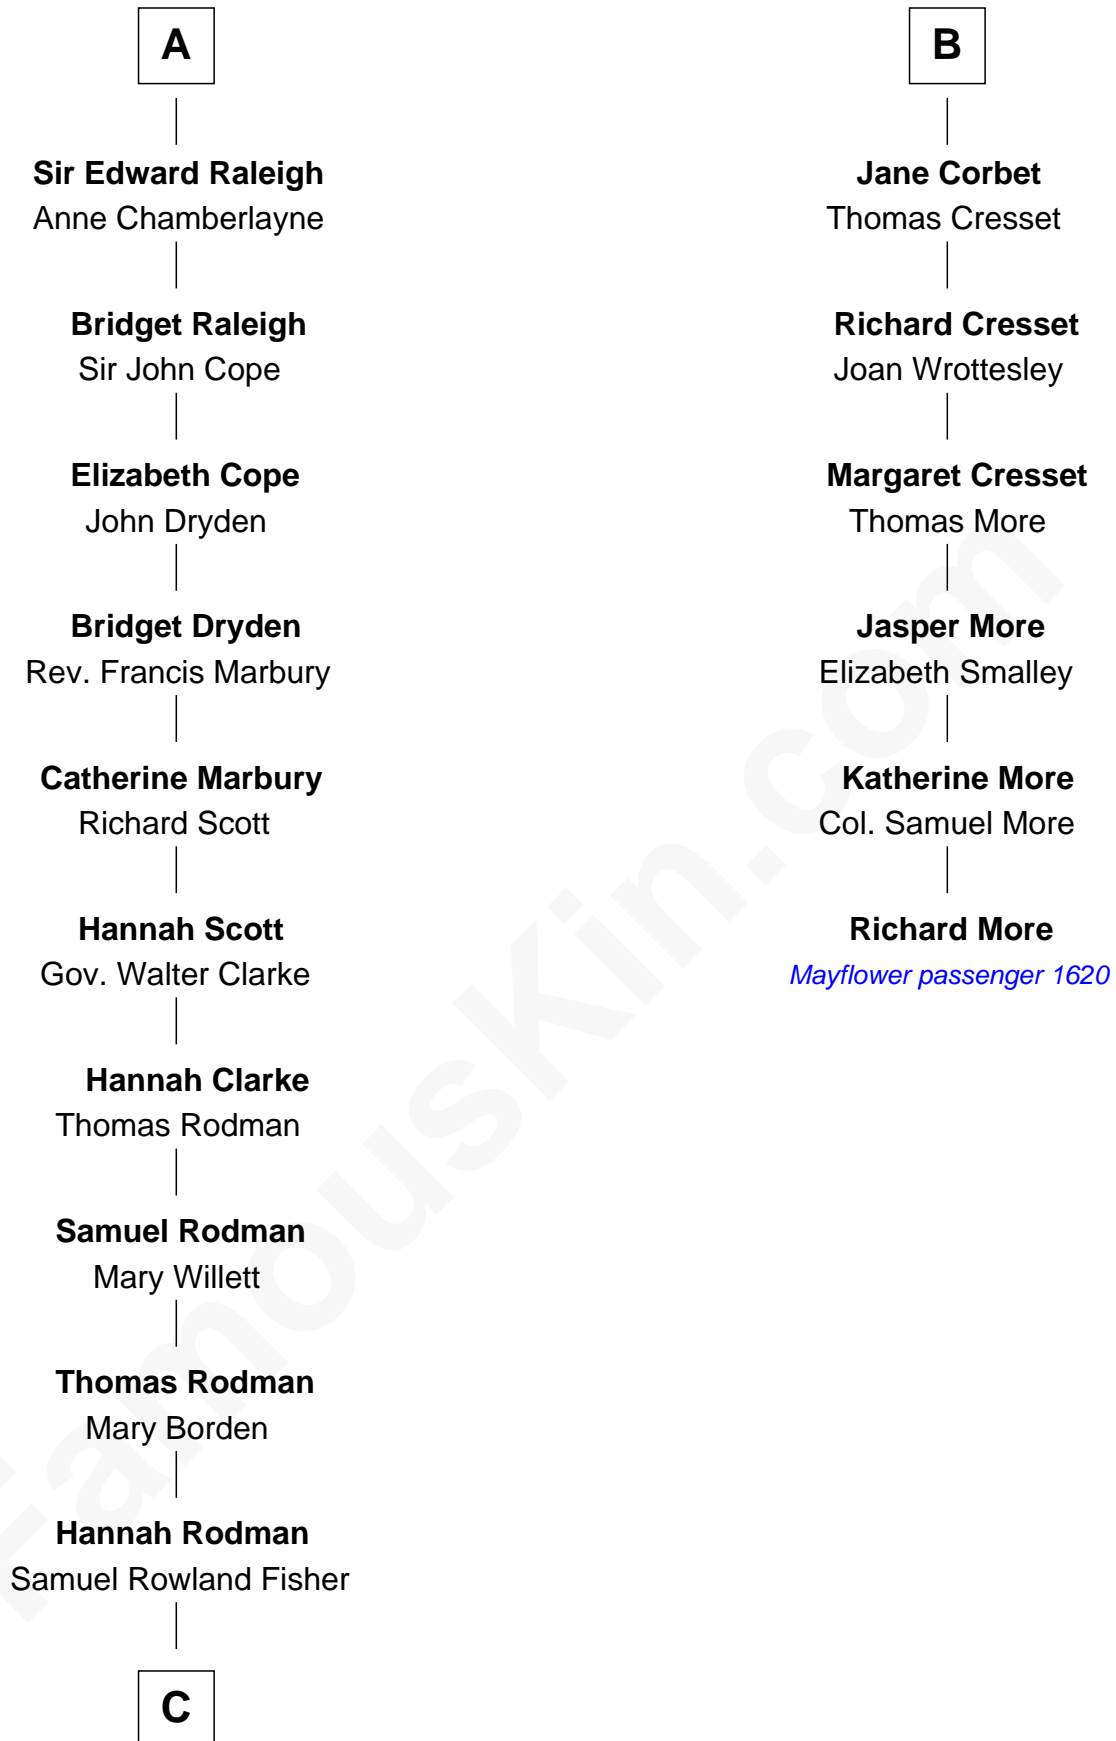 A
Sir Edward Raleigh
Anne Chamberlayne
Bridget Raleigh
Sir John Cope
Elizabeth Cope
John Dryden
Bridget Dryden
Rev. Francis Marbury
Catherine Marbury
Richard Scott
Hannah Scott
Gov. Walter Clarke
Hannah Clarke
Thomas Rodman
Samuel Rodman
Mary Willett
Thomas Rodman
Mary Borden
Hannah Rodman
Samuel Rowland Fisher
C
B
Jane Corbet
Thomas Cresset
Richard Cresset
Joan Wrottesley
Margaret Cresset
Thomas More
Jasper More
Elizabeth Smalley
Katherine More
Col. Samuel More
Richard More
Mayflower passenger 1620
FamousKin.com